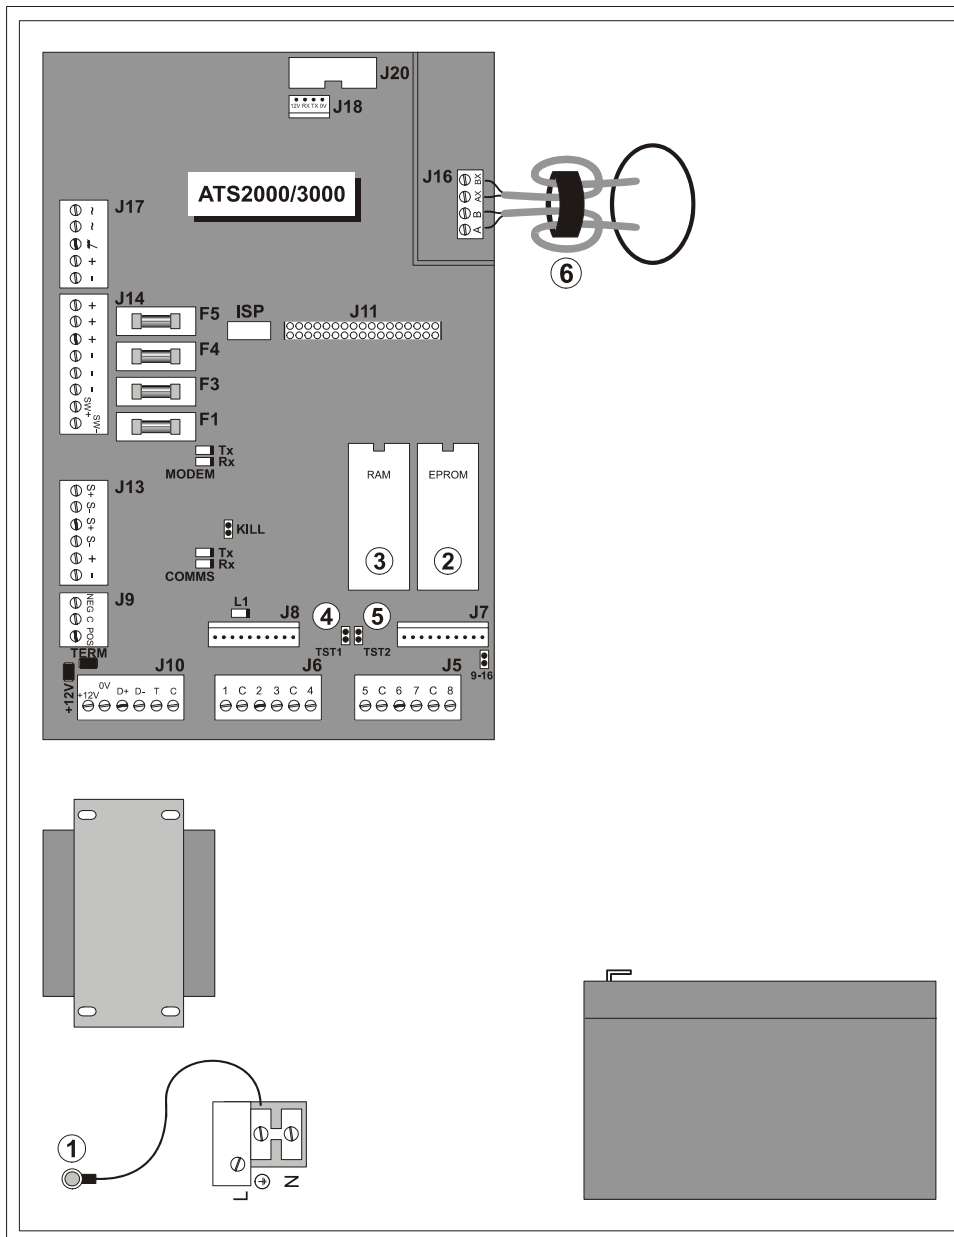 J20
12V RX TX 0V
J18
J16
BX
AX
B
A
ATS2000/3000
J17
~
~
+
-
6
J14
+
+
+
-
-
-
SW+
SW-
F5
F4
F3
F1
ISP
J11
Tx
Rx
MODEM
RAM
EPROM
J13
S+
S-
S+
S-
+
-
KILL
Tx
Rx
COMMS
3
2
J9
NEG
C
POS
L1
J8
4
5
J7
TST1
TST2
TERM
9-16
+12V
J10
+12V 0V D+ D- T C
J6
1 C 2 3 C 4
J5
5 C 6 7 C 8
1
L
N